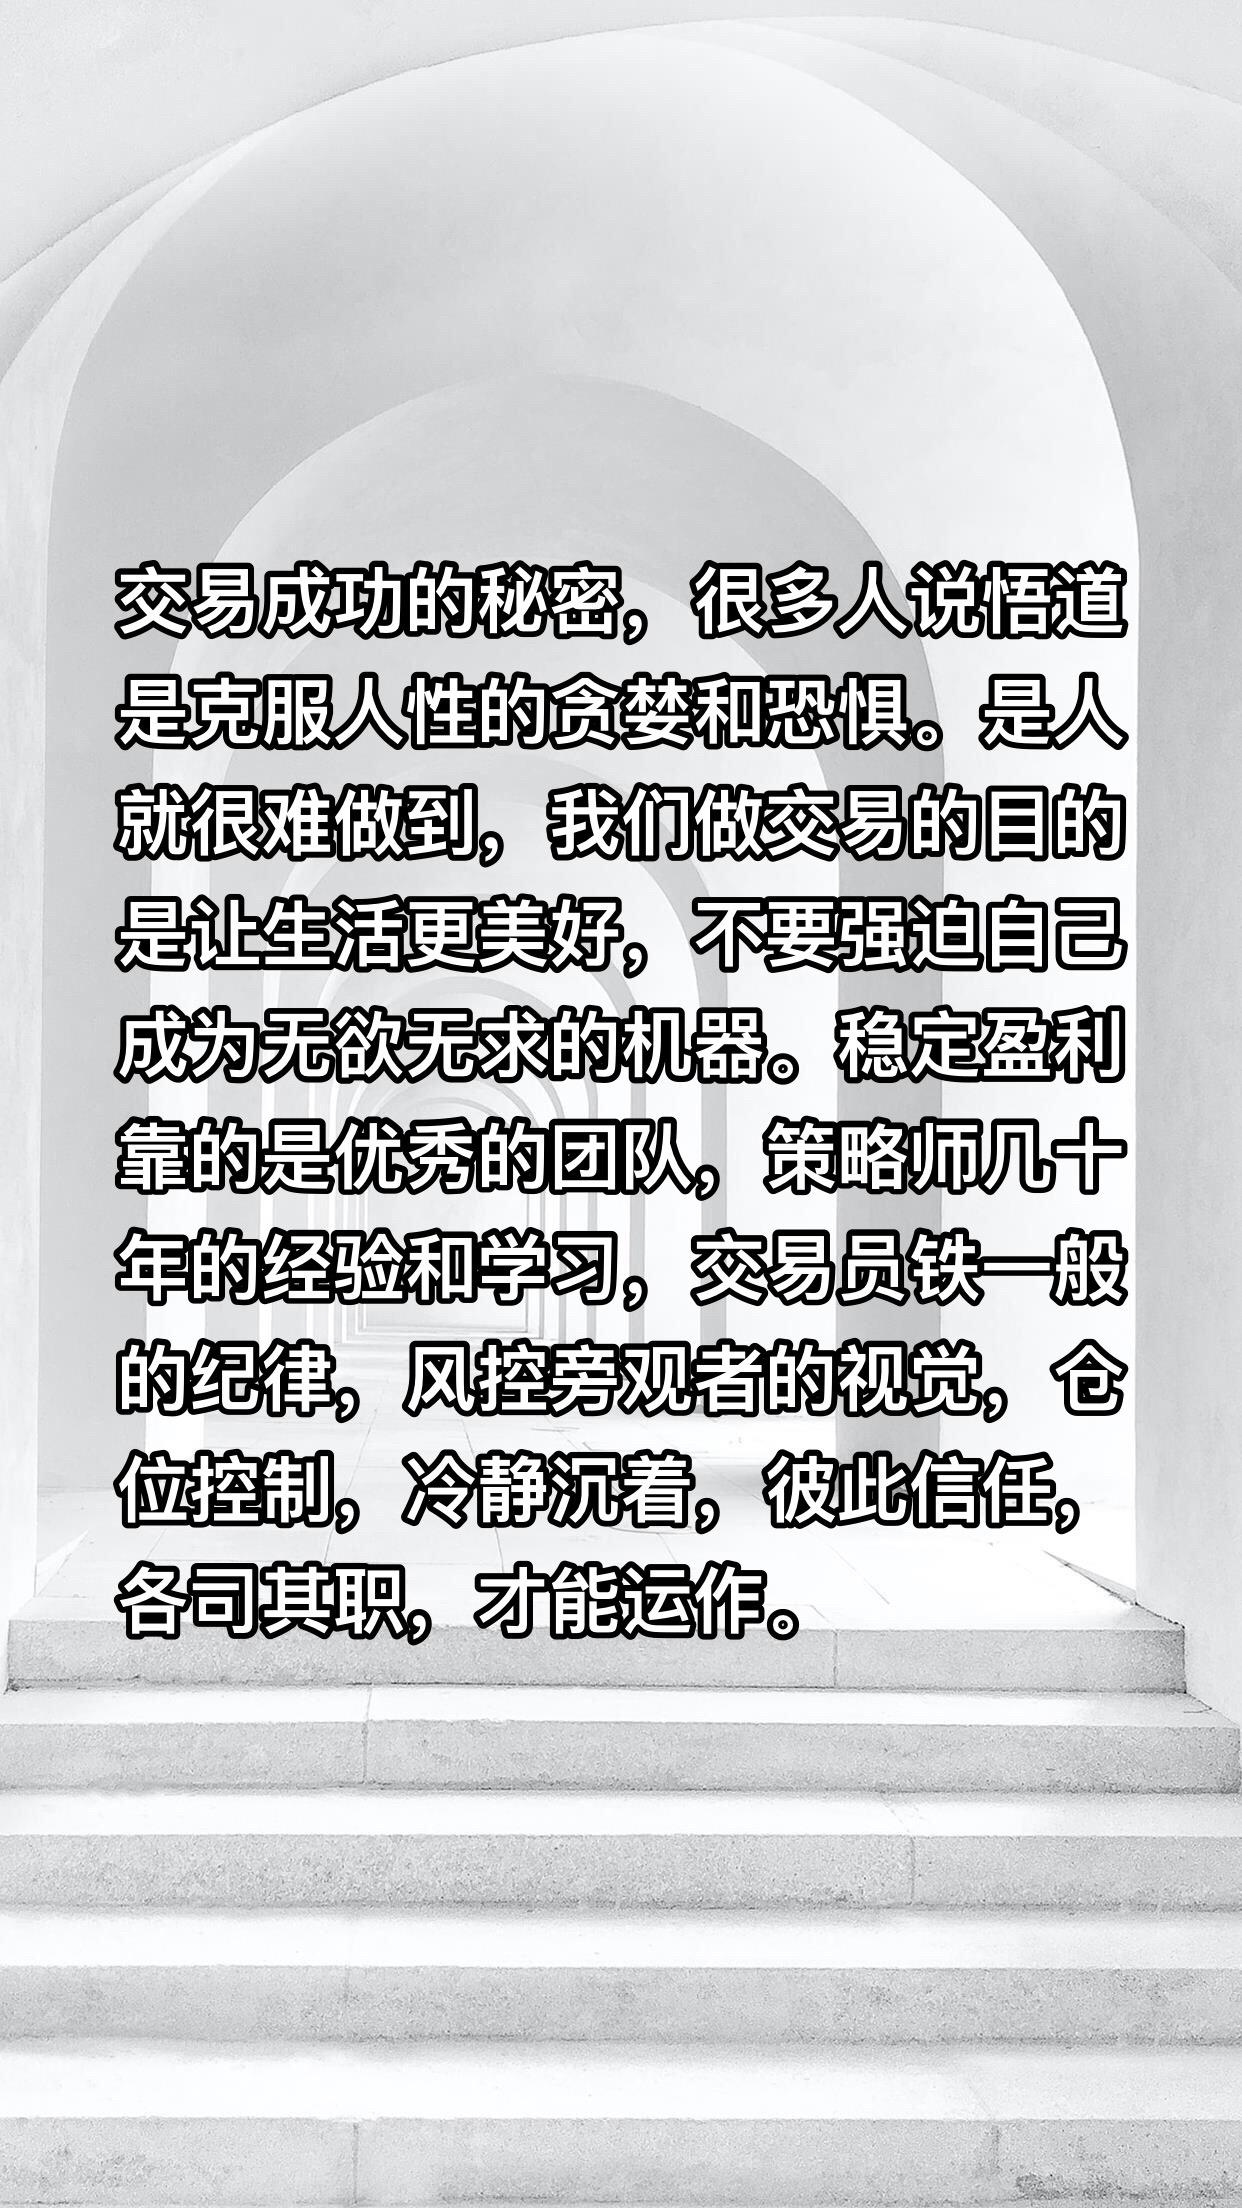 交易成功的秘密，很多人说悟道
是克服人性的贪婪和恐惧。是人
就很难做到，我们做交易的目的
是让生活更美好，不要强迫自己
成为无欲无求的机器。稳定盈利
靠的是优秀的团队，策略师几十
年的经验和学习，交易员铁一般
的纪律，风控旁观者的视觉，仓
位控制，冷静沉着，彼此信任，
各司其职，才能运作。